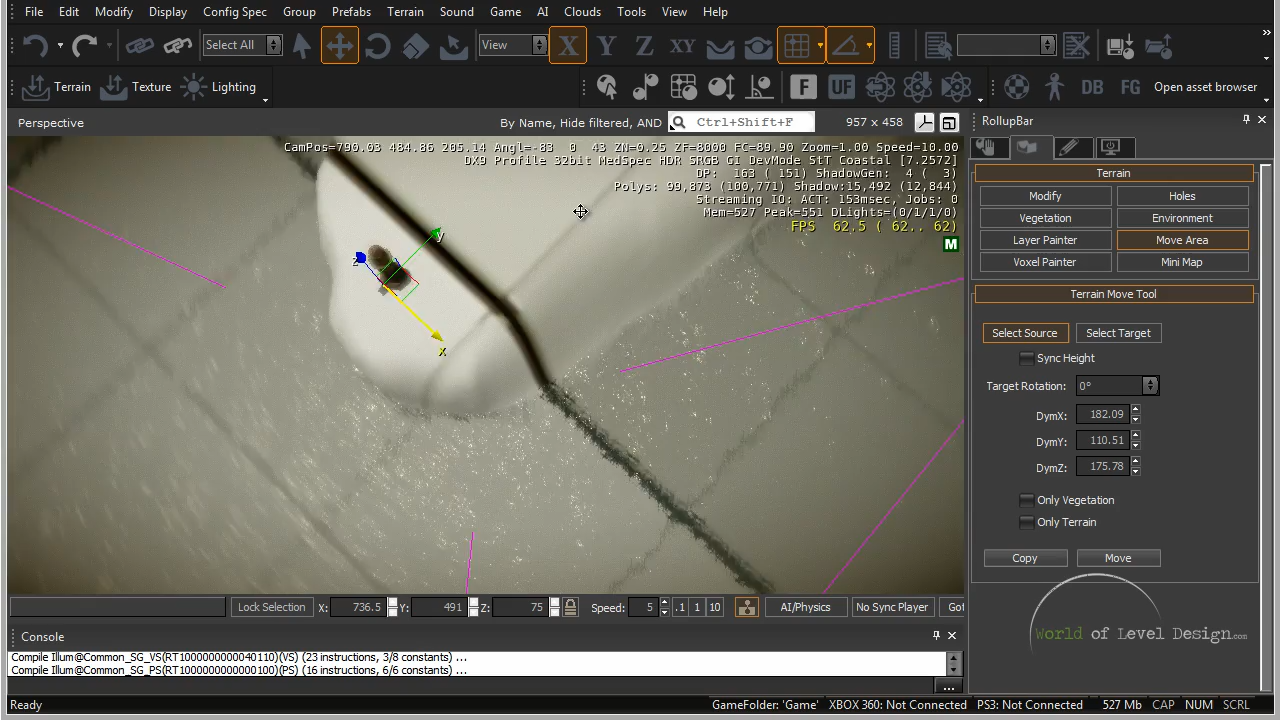 File Edit Modify Display Config Spec Group Prefabs Terrain Sound Game AI Clouds Tools View Help
Select All View X Y Z XY
Terrain Texture Lighting F UF DB FG Open asset browser
Perspective By Name, Hide filtered, AND Ctrl+Shift+F 957 x 458
RollupBar
CamPos=790.03 484.86 205.14 Angl=-83 0 43 ZN=0.25 ZF=8000 FC=89.90 Zoom=1.00 Speed=10.00
DX9 Profile 32bit MedSpec HDR SRGB GI DevMode StT Coastal [7.2572]
DP: 163 ( 151) ShadowGen: 4 ( 3)
Polys: 99,873 (100,771) Shadow:15,492 (12,844)
Streaming IO: ACT: 153msec, Jobs: 0
Mem=527 Peak=551 DLights=(0/1/1/0)
FPS 62.5 ( 62.. 62)
M
y
z
x
Terrain
Modify Holes
Vegetation Environment
Layer Painter Move Area
Voxel Painter Mini Map
Terrain Move Tool
Select Source Select Target
Sync Height
Target Rotation: 0°
DymX: 182.09
DymY: 110.51
DymZ: 175.78
Only Vegetation
Only Terrain
Copy Move
World of Level Design.com
Lock Selection X: 736.5 Y: 491 Z: 75 Speed: 5 .1 1 10 AI/Physics No Sync Player Got
Console
Compile Illum@Common_SG_VS(RT1000000000040110)(VS) (23 instructions, 3/8 constants) ...
Compile Illum@Common_SG_PS(RT1000000000000100)(PS) (16 instructions, 6/6 constants) ...
...
Ready GameFolder: 'Game' XBOX 360: Not Connected PS3: Not Connected 527 Mb CAP NUM SCRL